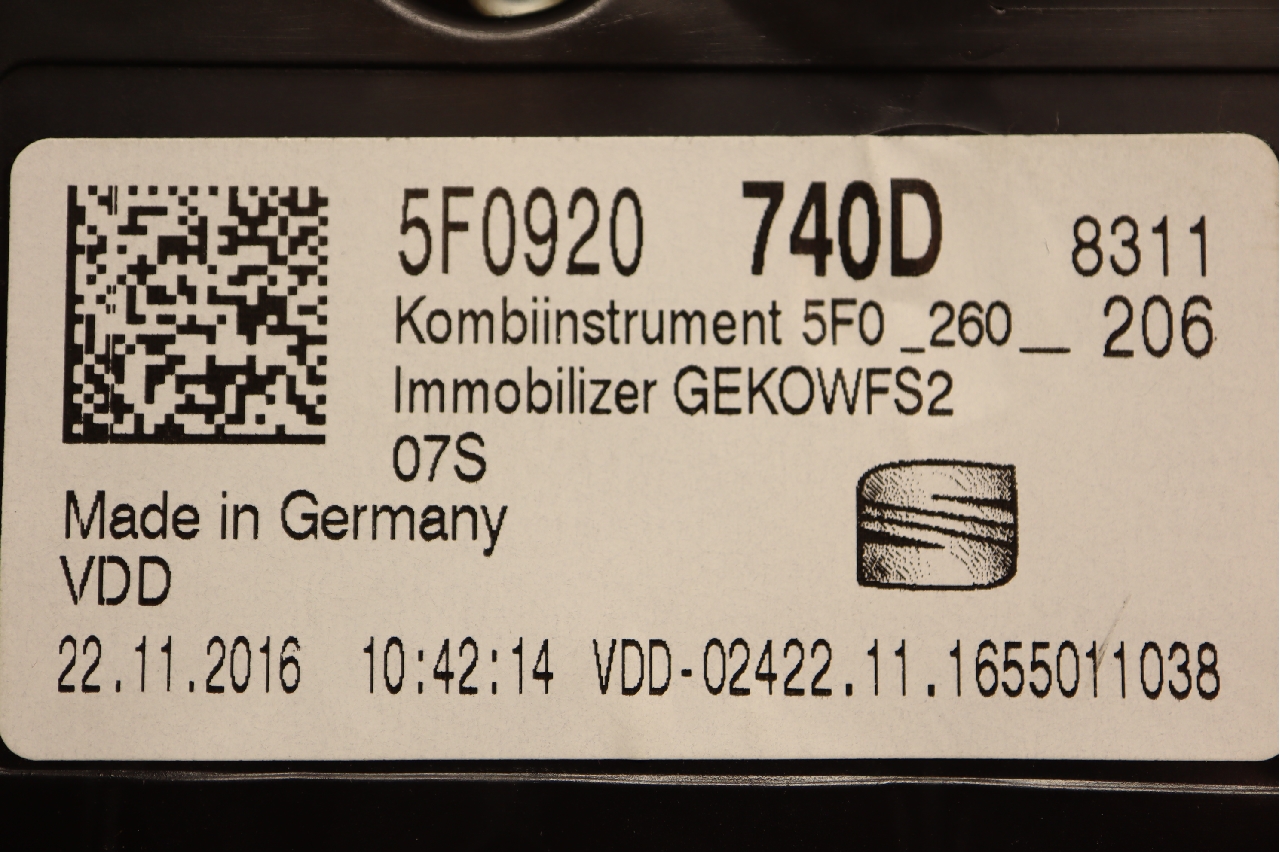 5F0920 740D 8311
Kombiinstrument 5F0 _260__ 206
Immobilizer GEKOWFS2
07S
Made in Germany
VDD
22.11.2016 10:42:14 VDD-02422.11.1655011038